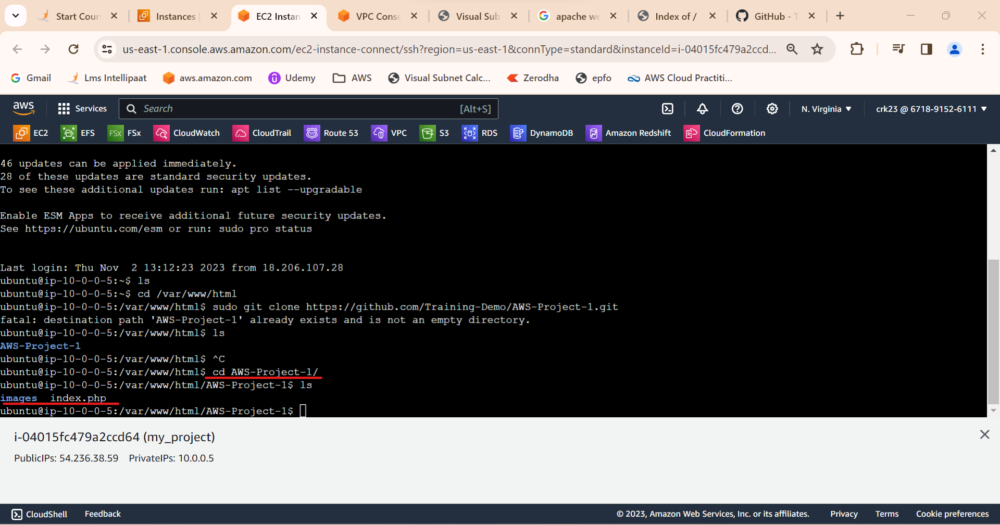 Start Cour
Instances
EC2 Instan
VPC Consc
Visual Sub
apache we
Index of /
GitHub - T
us-east-1.console.aws.amazon.com/ec2-instance-connect/ssh?region=us-east-1&connType=standard&instanceId=i-04015fc479a2ccd...
Gmail
Lms Intellipaat
aws.amazon.com
Udemy
AWS
Visual Subnet Calc...
Zerodha
epfo
AWS Cloud Practiti...
aws
Services
Search
[Alt+S]
N. Virginia
crk23 @ 6718-9152-6111
EC2
EFS
FSx FSx
CloudWatch
CloudTrail
53 Route 53
VPC
S3
RDS
DynamoDB
Amazon Redshift
CloudFormation
46 updates can be applied immediately.
28 of these updates are standard security updates.
To see these additional updates run: apt list --upgradable
Enable ESM Apps to receive additional future security updates.
See https://ubuntu.com/esm or run: sudo pro status
Last login: Thu Nov  2 13:12:23 2023 from 18.206.107.28
ubuntu@ip-10-0-0-5:~$ ls
ubuntu@ip-10-0-0-5:~$ cd /var/www/html
ubuntu@ip-10-0-0-5:/var/www/html$ sudo git clone https://github.com/Training-Demo/AWS-Project-1.git
fatal: destination path 'AWS-Project-1' already exists and is not an empty directory.
ubuntu@ip-10-0-0-5:/var/www/html$ ls
AWS-Project-1
ubuntu@ip-10-0-0-5:/var/www/html$ ^C
ubuntu@ip-10-0-0-5:/var/www/html$ cd AWS-Project-1/
ubuntu@ip-10-0-0-5:/var/www/html/AWS-Project-1$ ls
images  index.php
ubuntu@ip-10-0-0-5:/var/www/html/AWS-Project-1$
i-04015fc479a2ccd64 (my_project)
PublicIPs: 54.236.38.59 PrivateIPs: 10.0.0.5
CloudShell
Feedback
© 2023, Amazon Web Services, Inc. or its affiliates.
Privacy
Terms
Cookie preferences